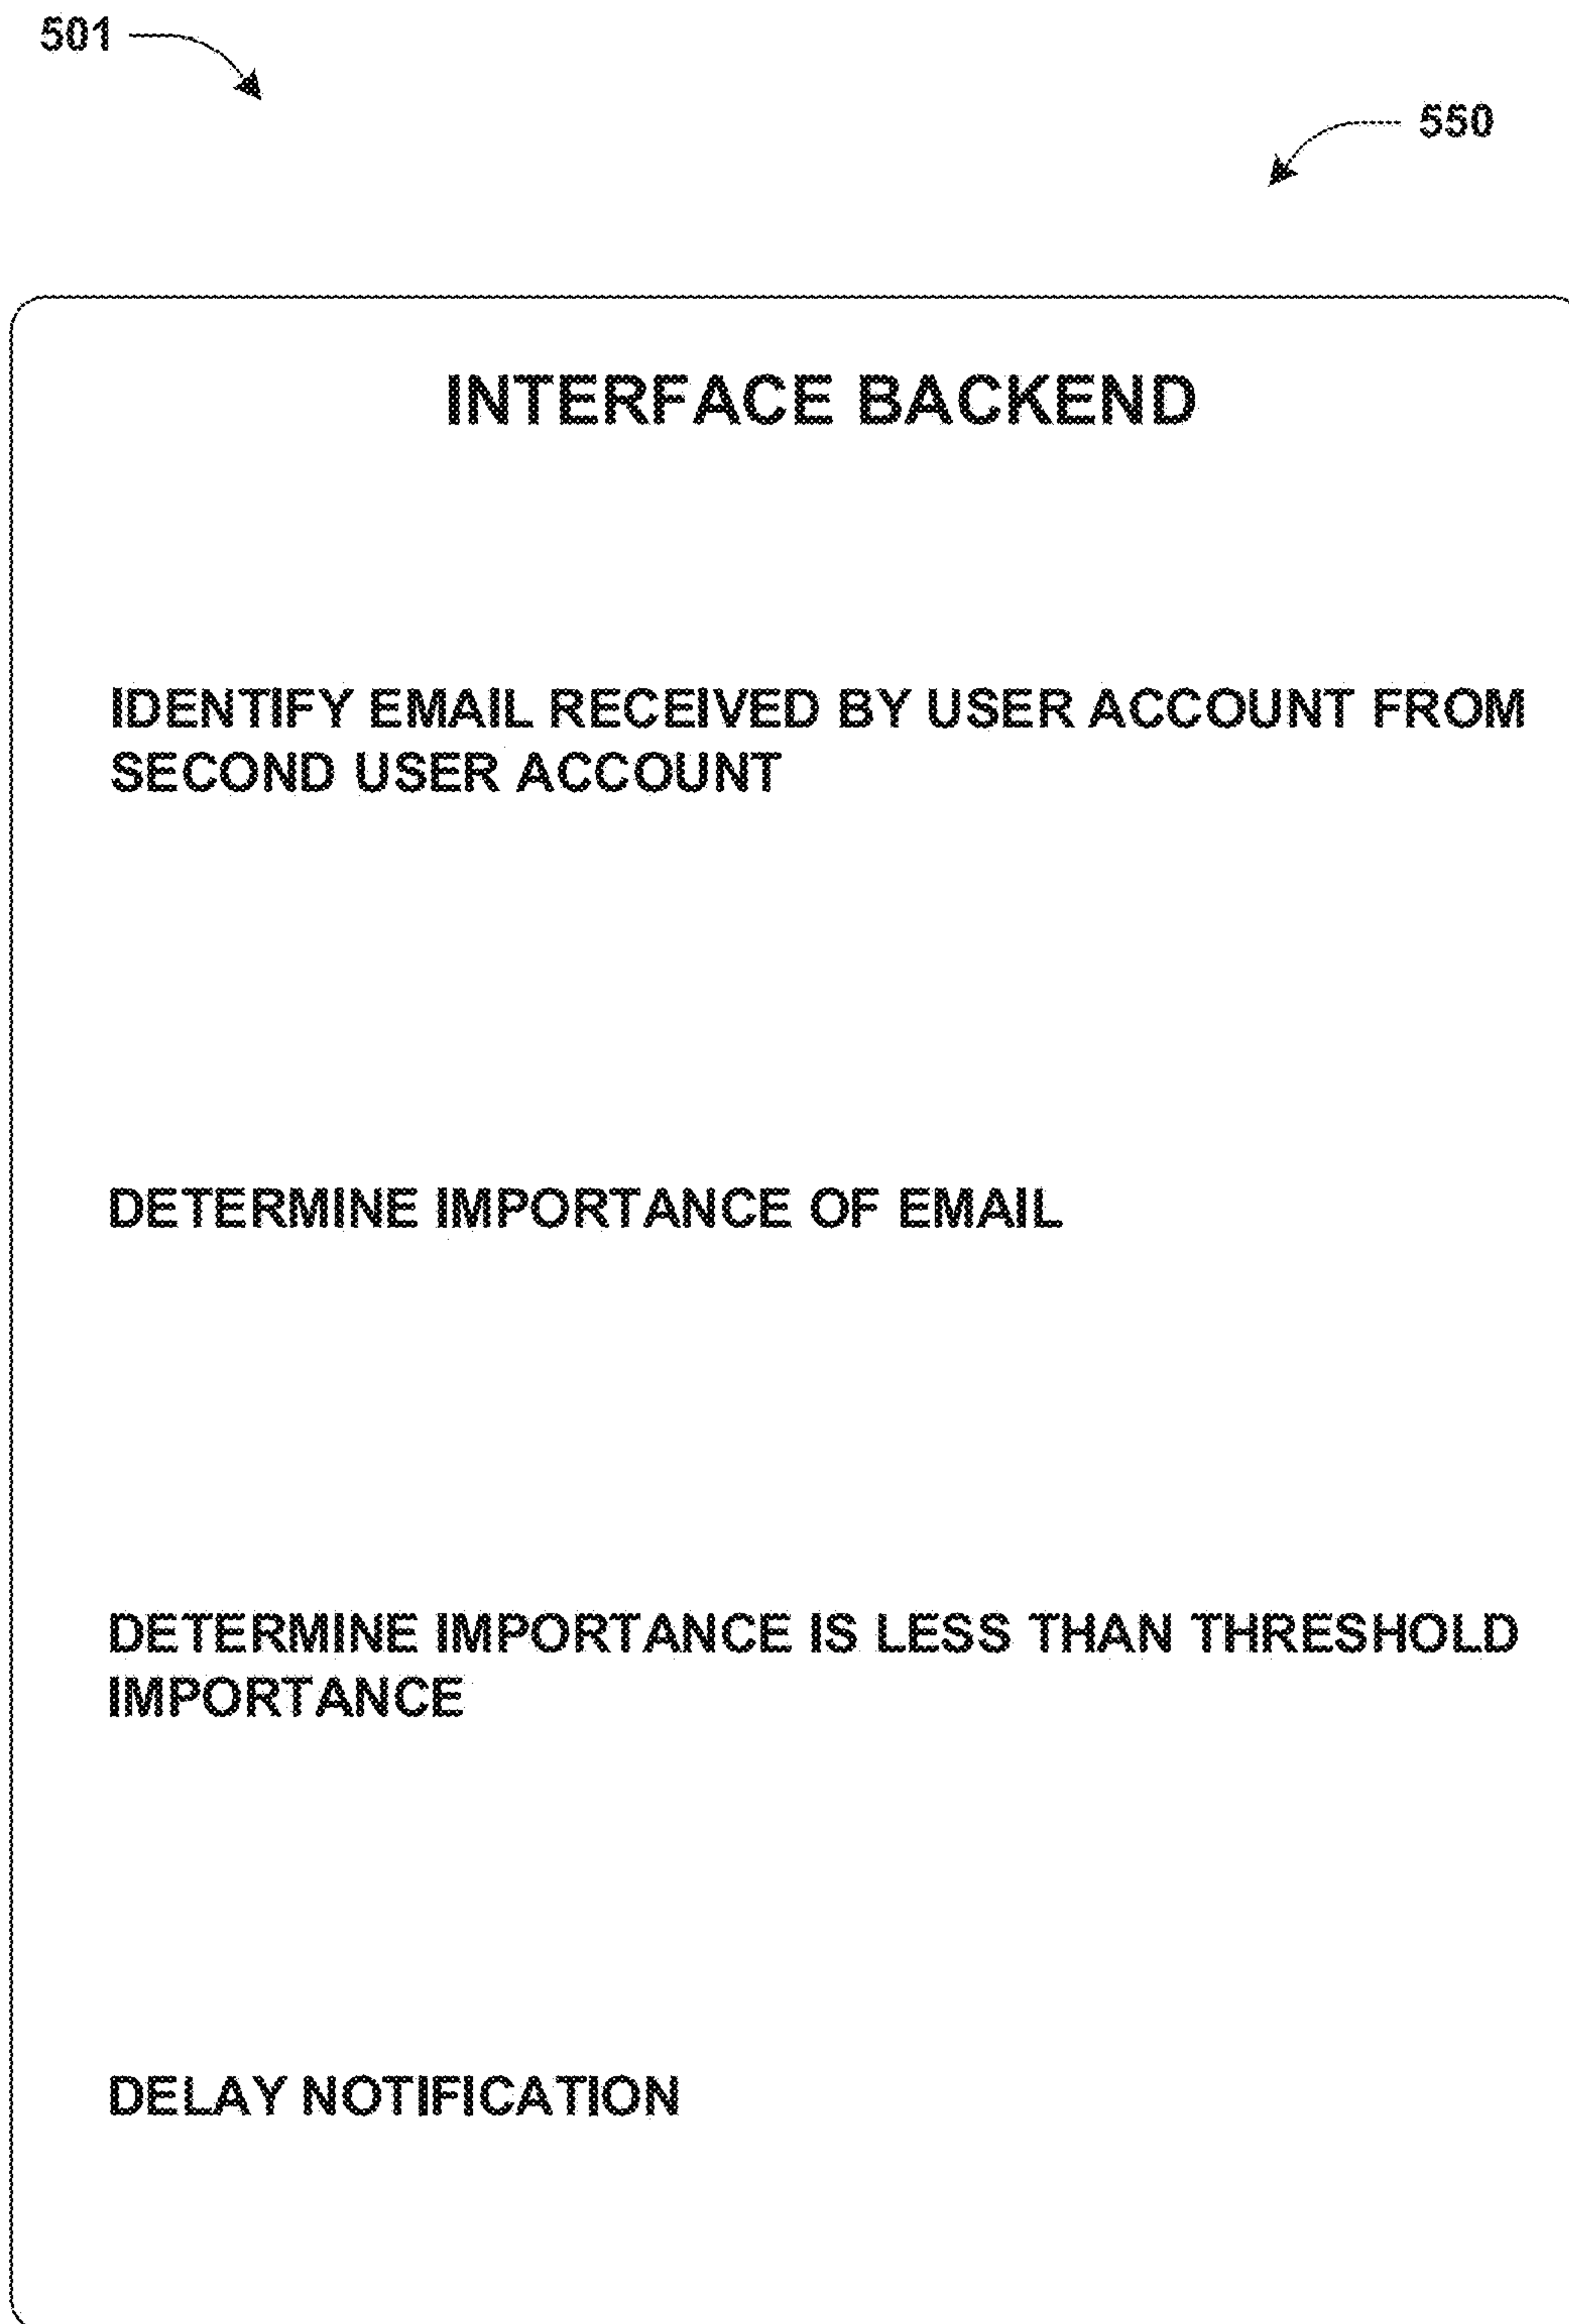 501
550
INTERFACE BACKEND
IDENTIFY EMAIL RECEIVED BY USER ACCOUNT FROM
SECOND USER ACCOUNT
DETERMINE IMPORTANCE OF EMAIL
DETERMINE IMPORTANCE IS LESS THAN THRESHOLD
IMPORTANCE
DELAY NOTIFICATION